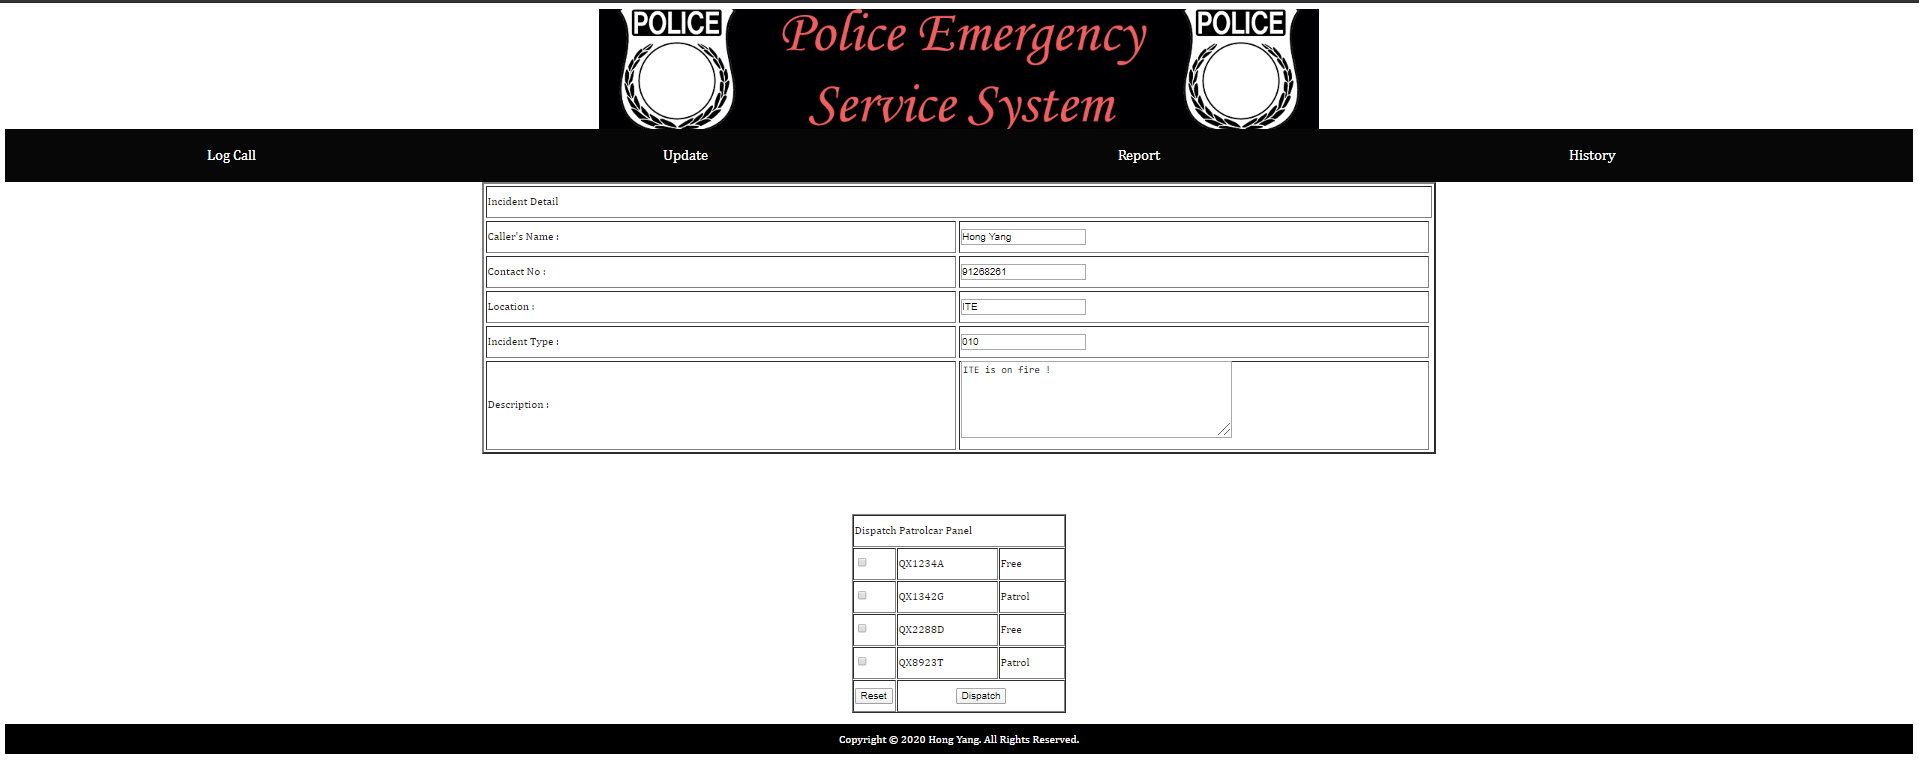 POLICE
Police Emergency
Service System
POLICE
Log Call
Update
Report
History
Incident Detail
Caller's Name :
Hong Yang
Contact No :
91268261
Location :
ITE
Incident Type :
010
Description :
ITE is on fire !
Dispatch Patrolcar Panel
QX1234A
Free
QX1342G
Patrol
QX2288D
Free
QX8923T
Patrol
Reset
Dispatch
Copyright © 2020 Hong Yang. All Rights Reserved.